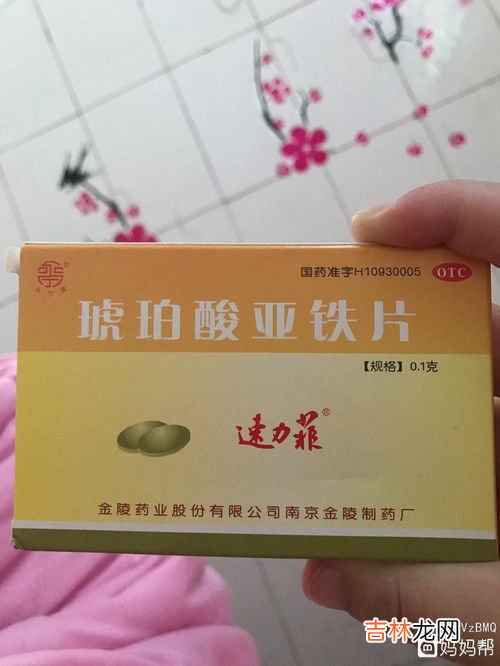 国药准字H10930005 OTC
琥珀酸亚铁片
【规格】0.1克
速力菲®
金陵药业股份有限公司南京金陵制药厂
VzBMQ
吉林龙网
妈妈帮